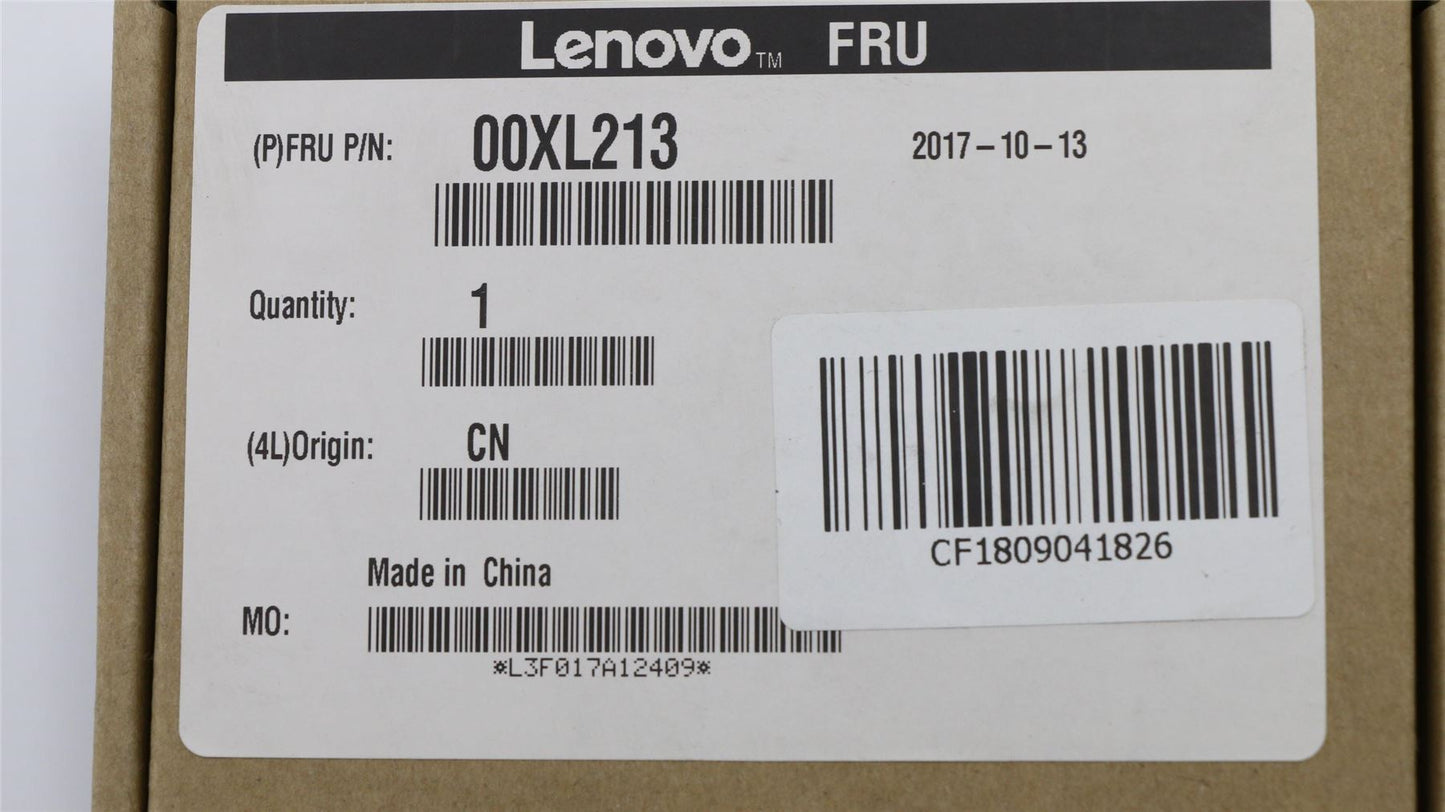 Lenovo™ FRU
(P)FRU P/N: 00XL213 2017-10-13
Quantity: 1
(4L)Origin: CN
CF1809041826
Made in China
MO:
*L3F017A12409*